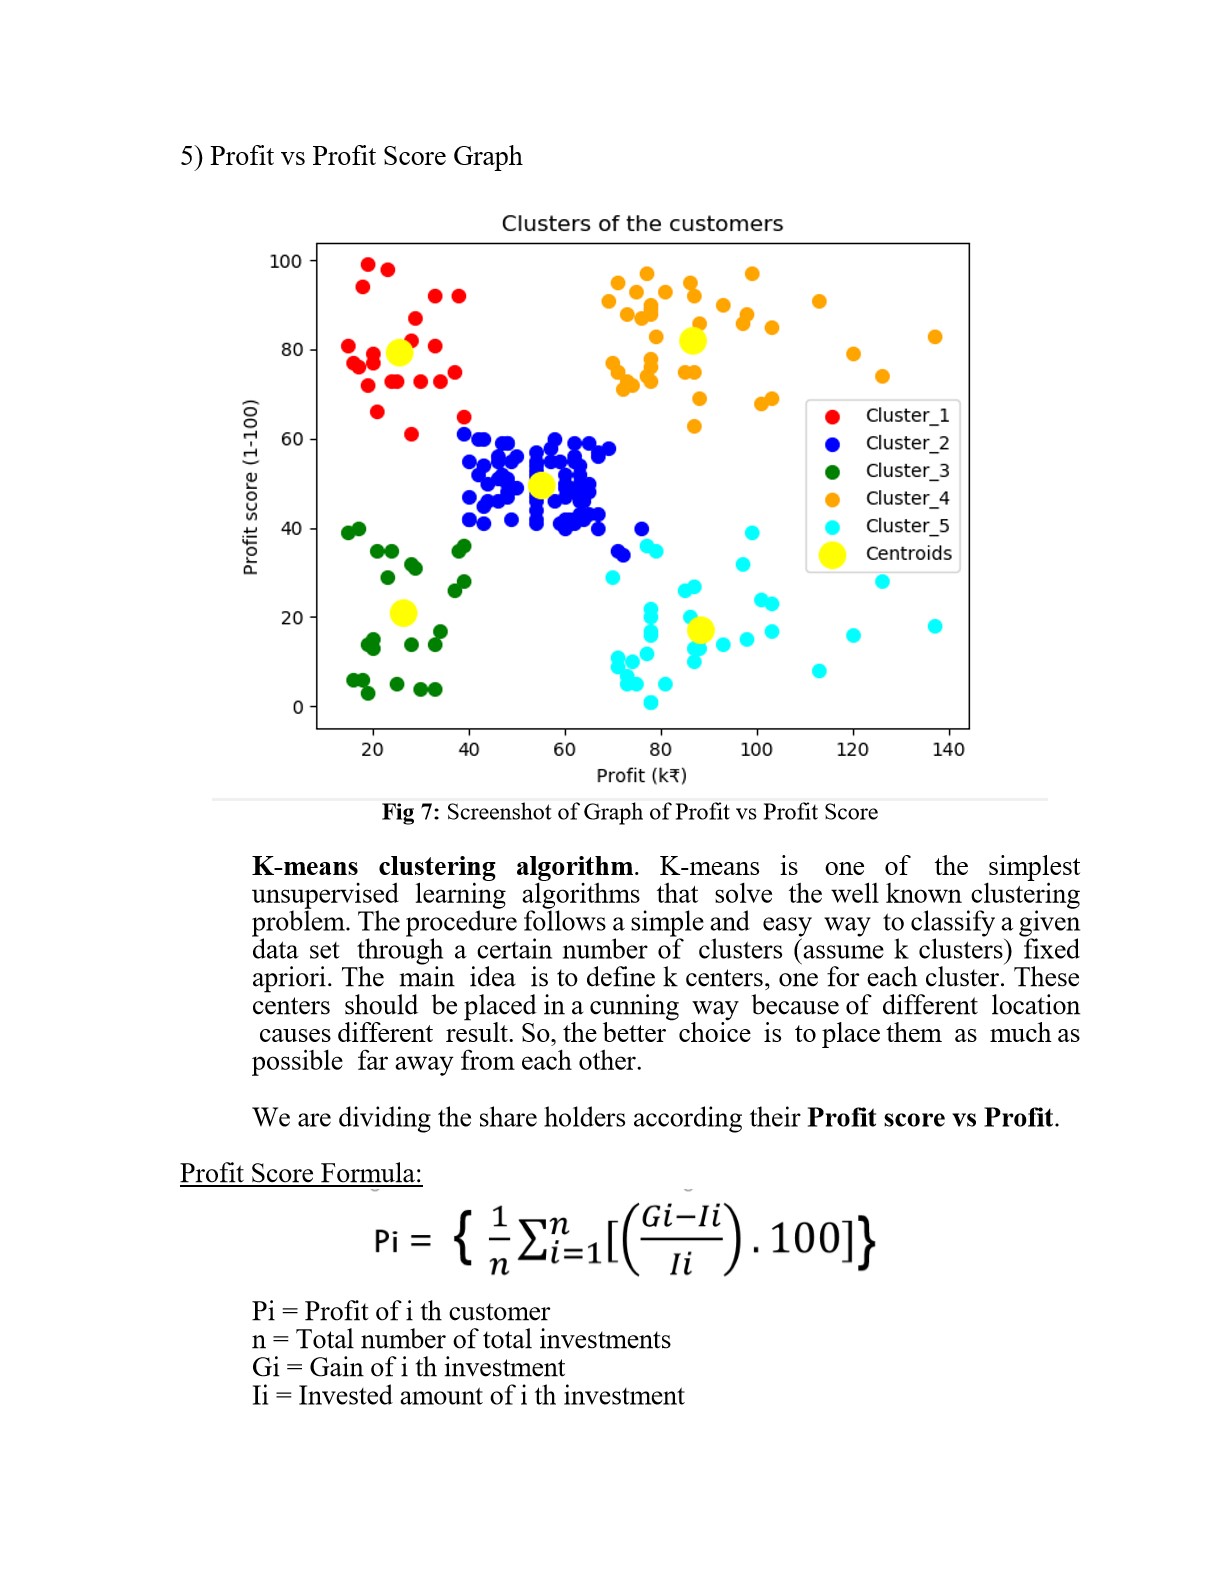 5) Profit vs Profit Score Graph
Clusters of the customers
100
80
60
40
20
0
Profit score (1-100)
Cluster_1
Cluster_2
Cluster_3
Cluster_4
Cluster_5
Centroids
20 40 60 80 100 120 140
Profit (k₹)
Fig 7: Screenshot of Graph of Profit vs Profit Score
K-means clustering algorithm. K-means is one of the simplest
unsupervised learning algorithms that solve the well known clustering
problem. The procedure follows a simple and easy way to classify a given
data set through a certain number of clusters (assume k clusters) fixed
apriori. The main idea is to define k centers, one for each cluster. These
centers should be placed in a cunning way because of different location
causes different result. So, the better choice is to place them as much as
possible far away from each other.
We are dividing the share holders according their Profit score vs Profit.
Profit Score Formula:
Pi = { 1/n ∑ⁿᵢ₌₁[((Gi−Ii)/Ii) . 100]}
Pi = Profit of i th customer
n = Total number of total investments
Gi = Gain of i th investment
Ii = Invested amount of i th investment